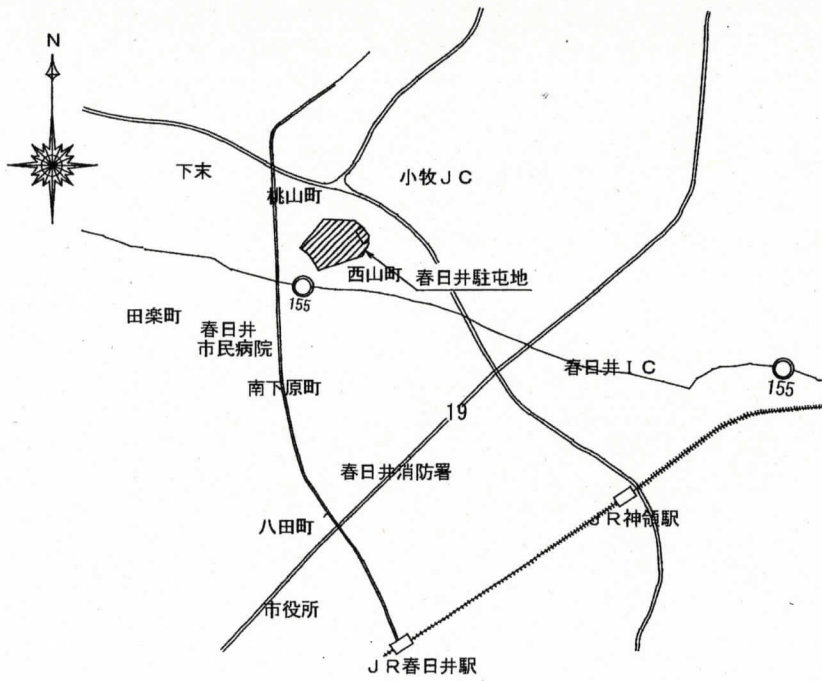 N
下末
小牧JC
桃山町
西山町
春日井駐屯地
155
田楽町
春日井
市民病院
春日井IC
155
南下原町
19
春日井消防署
JR神領駅
八田町
市役所
JR春日井駅